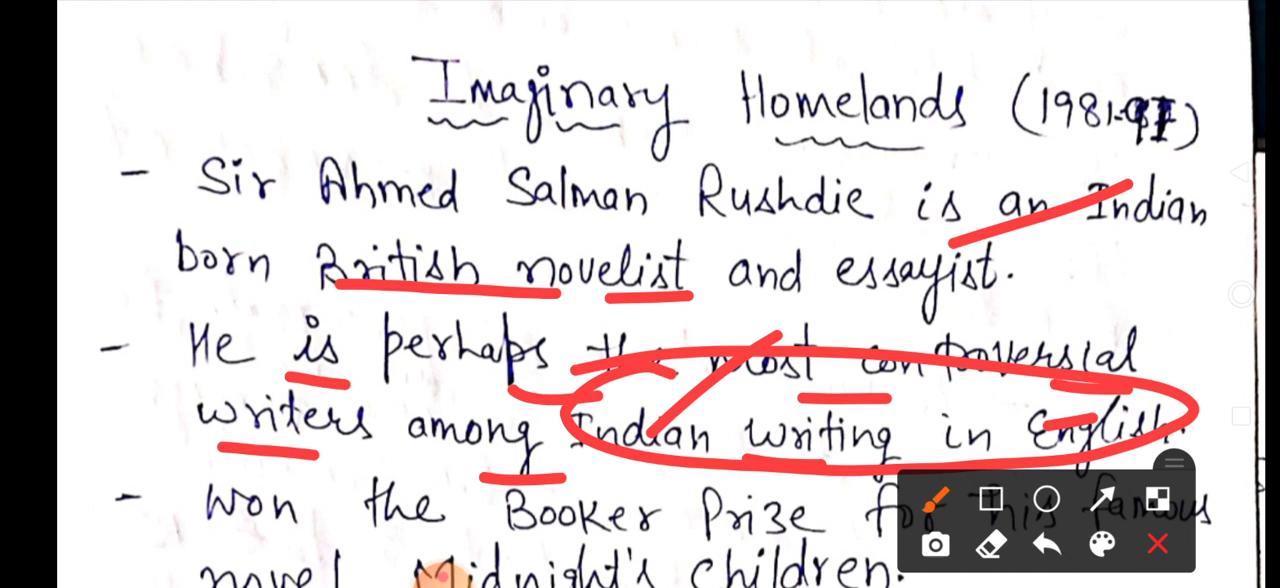 Imaginary Homelands (1981-91)
- Sir Ahmed Salman Rushdie is an Indian
born British novelist and essayist.
- He is perhaps the most controversial
writers among Indian writing in English.
- Won the Booker Prize for his famous
novel Midnight's children.